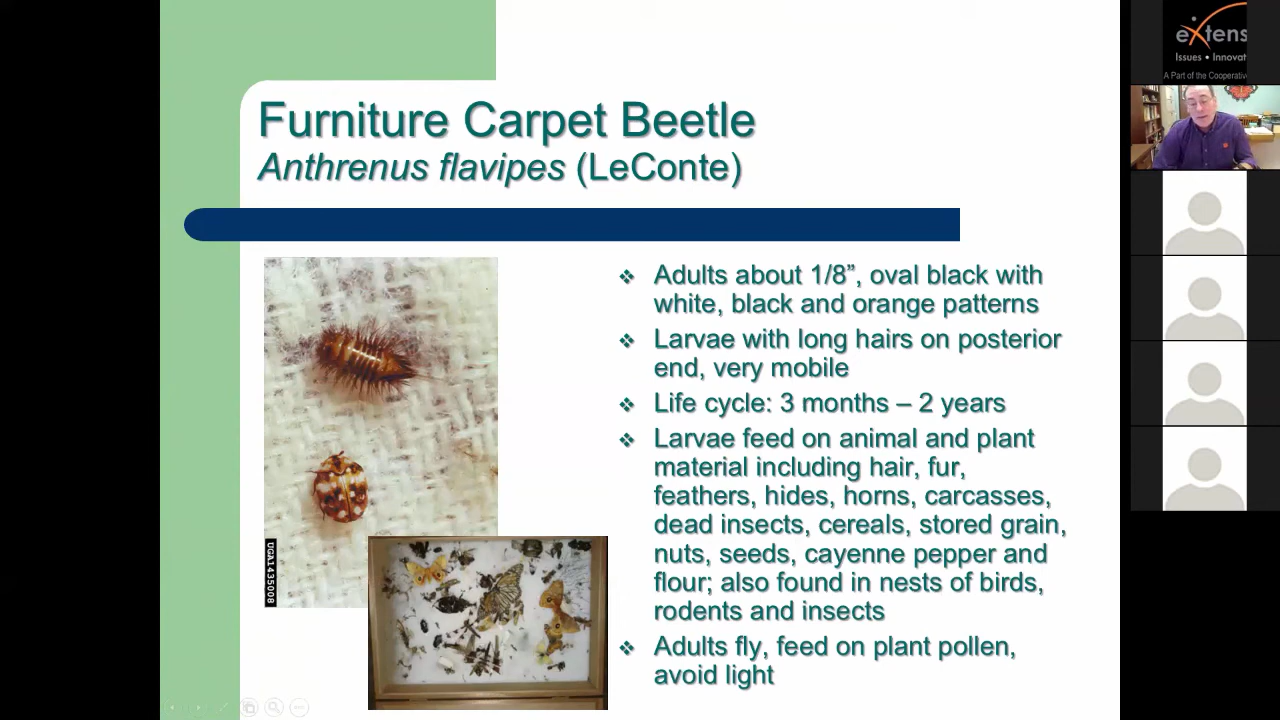 Furniture Carpet Beetle
Anthrenus flavipes (LeConte)
Adults about 1/8”, oval black with
white, black and orange patterns
Larvae with long hairs on posterior
end, very mobile
Life cycle: 3 months – 2 years
Larvae feed on animal and plant
material including hair, fur,
feathers, hides, horns, carcasses,
dead insects, cereals, stored grain,
nuts, seeds, cayenne pepper and
flour; also found in nests of birds,
rodents and insects
Adults fly, feed on plant pollen,
avoid light
UGA1435008
eXtens
Issues • Innovat
A Part of the Cooperative